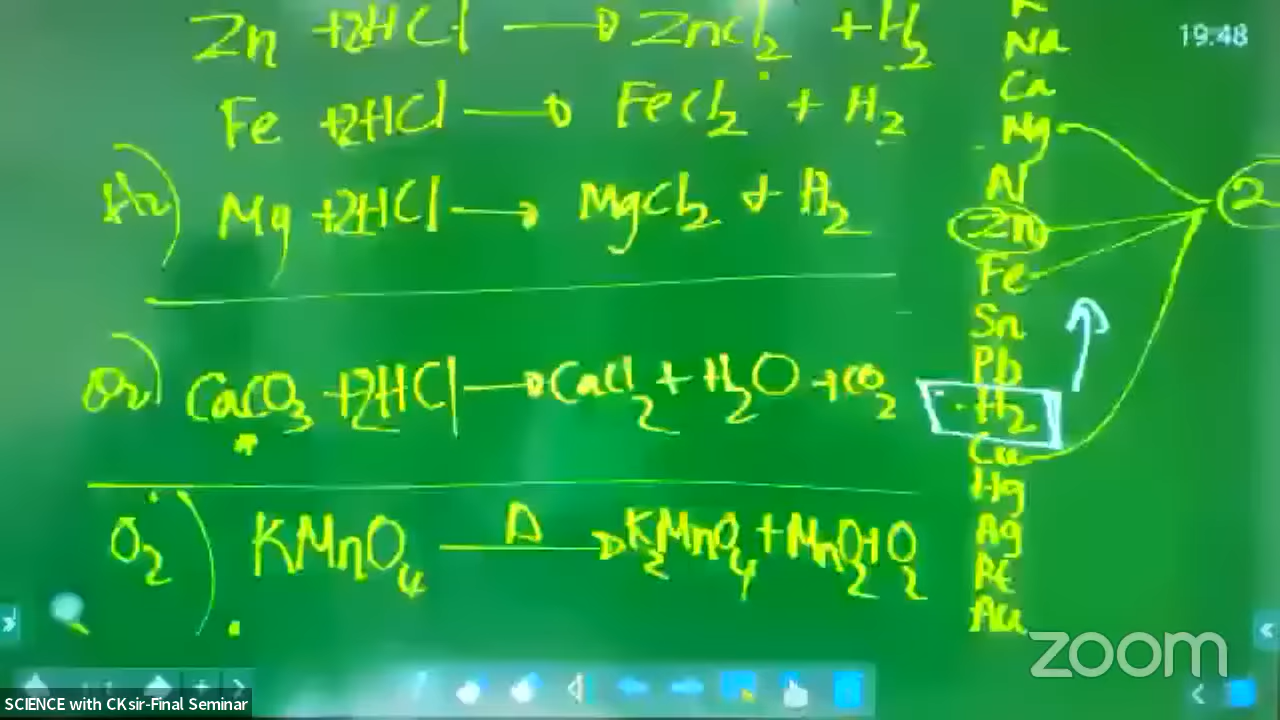 Zn + 2HCl → ZnCl2 + H2
Fe + 2HCl → FeCl2 + H2
H2) Mg + 2HCl → MgCl2 + H2
CaCO3 + 2HCl → CaCl2 + H2O + CO2
O2) KMnO4 Δ → K2MnO4 + MnO2 + O2
K
Na
Ca
Mg
Al
Zn
Fe
Sn
Pb
H2
Cu
Hg
Ag
Pt
Au
2
19:48
zoom
SCIENCE with CKsir-Final Seminar